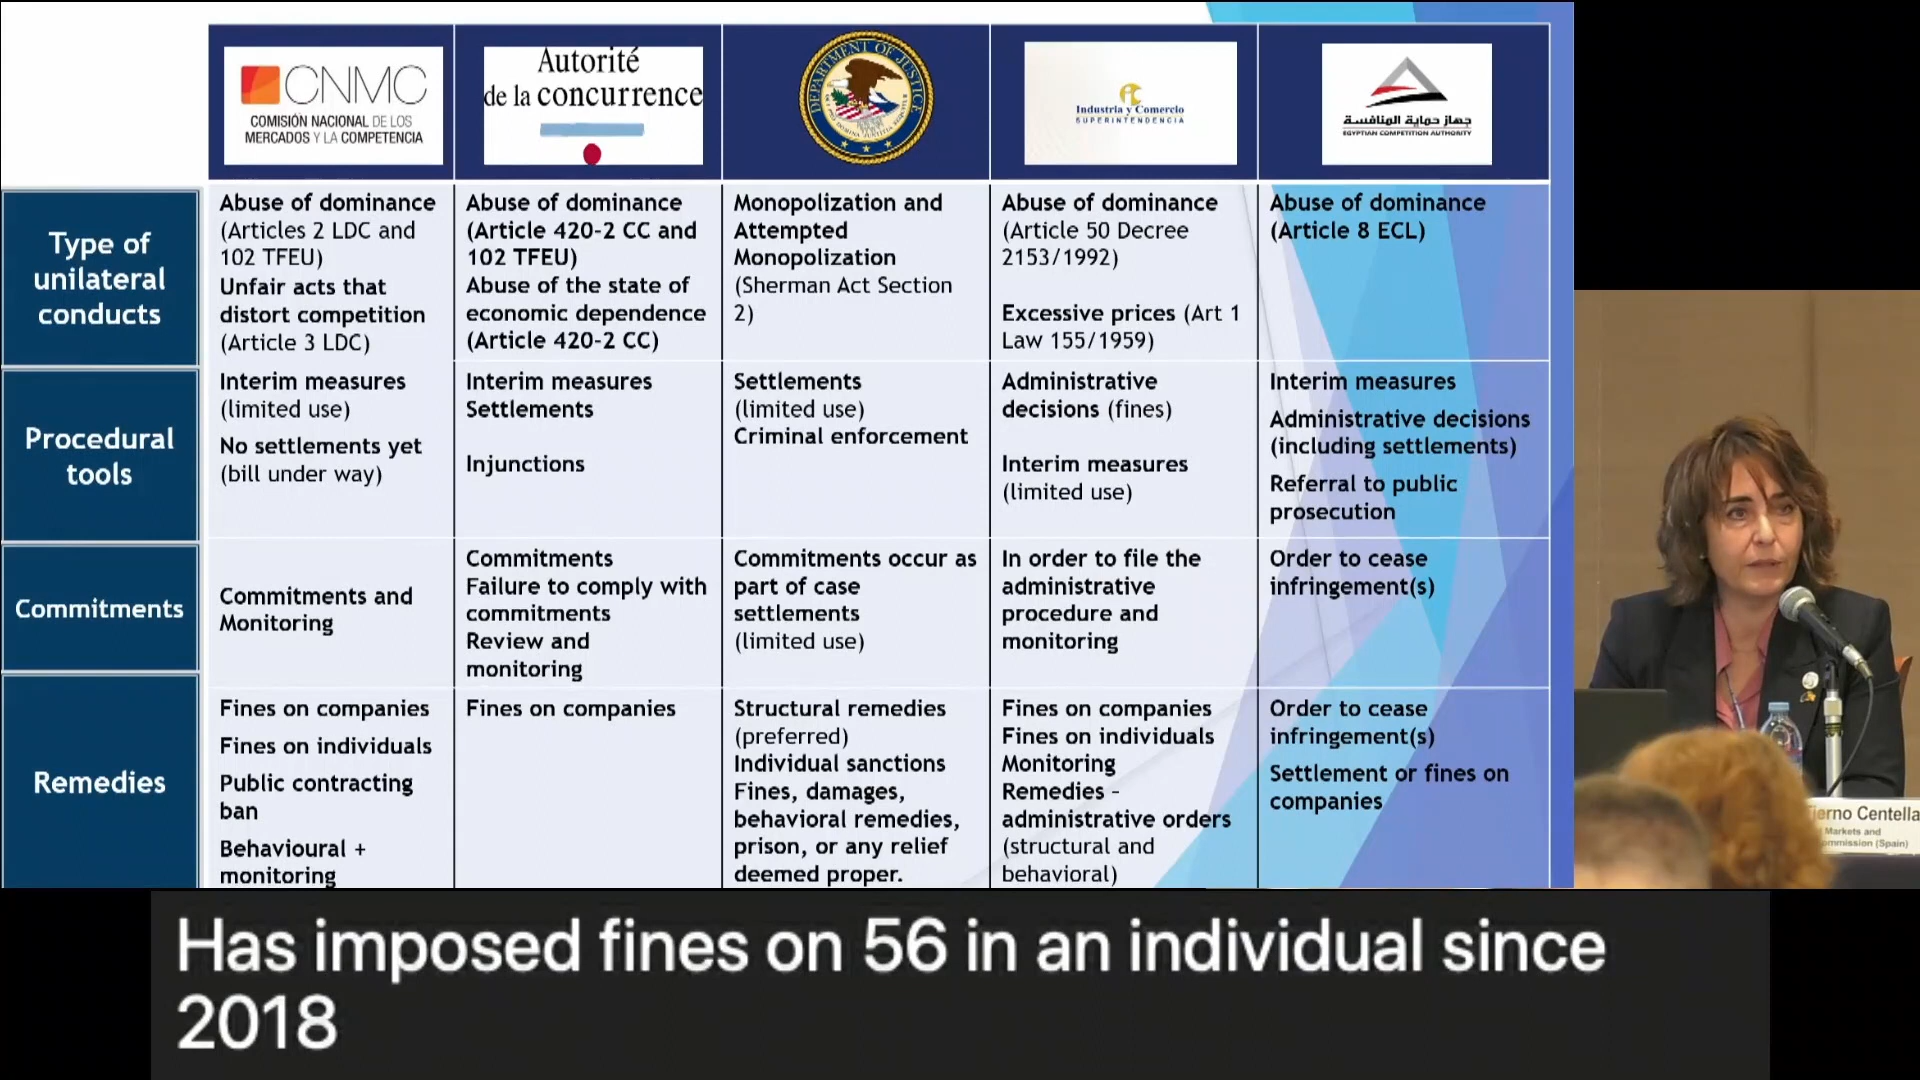 CNMC
COMISIÓN NACIONAL DE LOS
MERCADOS Y LA COMPETENCIA
Autorité
de la concurrence
DEPARTMENT OF JUSTICE
Industria y Comercio
SUPERINTENDENCIA
جهاز حماية المنافسة
EGYPTIAN COMPETITION AUTHORITY
Type of
unilateral
conducts
Abuse of dominance
(Articles 2 LDC and
102 TFEU)
Unfair acts that
distort competition
(Article 3 LDC)
Abuse of dominance
(Article 420-2 CC and
102 TFEU)
Abuse of the state of
economic dependence
(Article 420-2 CC)
Monopolization and
Attempted
Monopolization
(Sherman Act Section
2)
Abuse of dominance
(Article 50 Decree
2153/1992)
Excessive prices (Art 1
Law 155/1959)
Abuse of dominance
(Article 8 ECL)
Procedural
tools
Interim measures
(limited use)
No settlements yet
(bill under way)
Interim measures
Settlements
Injunctions
Settlements
(limited use)
Criminal enforcement
Administrative
decisions (fines)
Interim measures
(limited use)
Interim measures
Administrative decisions
(including settlements)
Referral to public
prosecution
Commitments
Commitments and
Monitoring
Commitments
Failure to comply with
commitments
Review and
monitoring
Commitments occur as
part of case
settlements
(limited use)
In order to file the
administrative
procedure and
monitoring
Order to cease
infringement(s)
Remedies
Fines on companies
Fines on individuals
Public contracting
ban
Behavioural +
monitoring
Fines on companies
Structural remedies
(preferred)
Individual sanctions
Fines, damages,
behavioral remedies,
prison, or any relief
deemed proper.
Fines on companies
Fines on individuals
Monitoring
Remedies –
administrative orders
(structural and
behavioral)
Order to cease
infringement(s)
Settlement or fines on
companies
Centella
Markets and
(Spain)
Has imposed fines on 56 in an individual since
2018